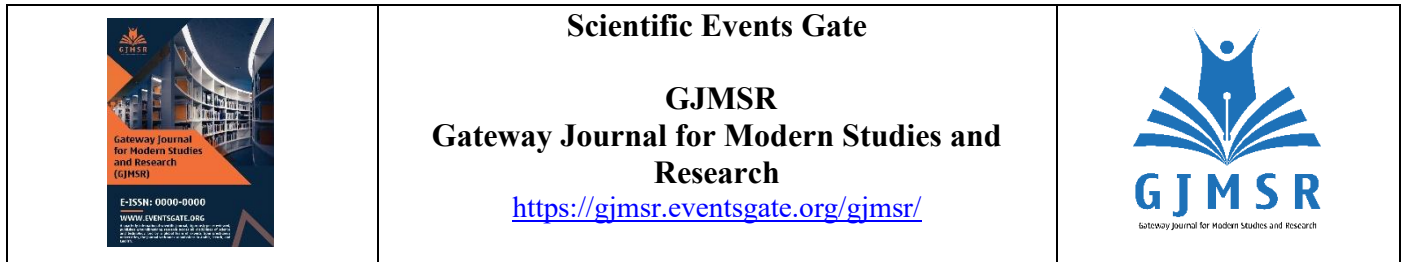 GJMSR
Gateway Journal
for Modern Studies
and Research
(GJMSR)
E-ISSN: 0000-0000
WWW.EVENTSGATE.ORG
Scientific Events Gate
GJMSR
Gateway Journal for Modern Studies and
Research
https://gjmsr.eventsgate.org/gjmsr/
GJMSR
Gateway Journal for Modern Studies and Research